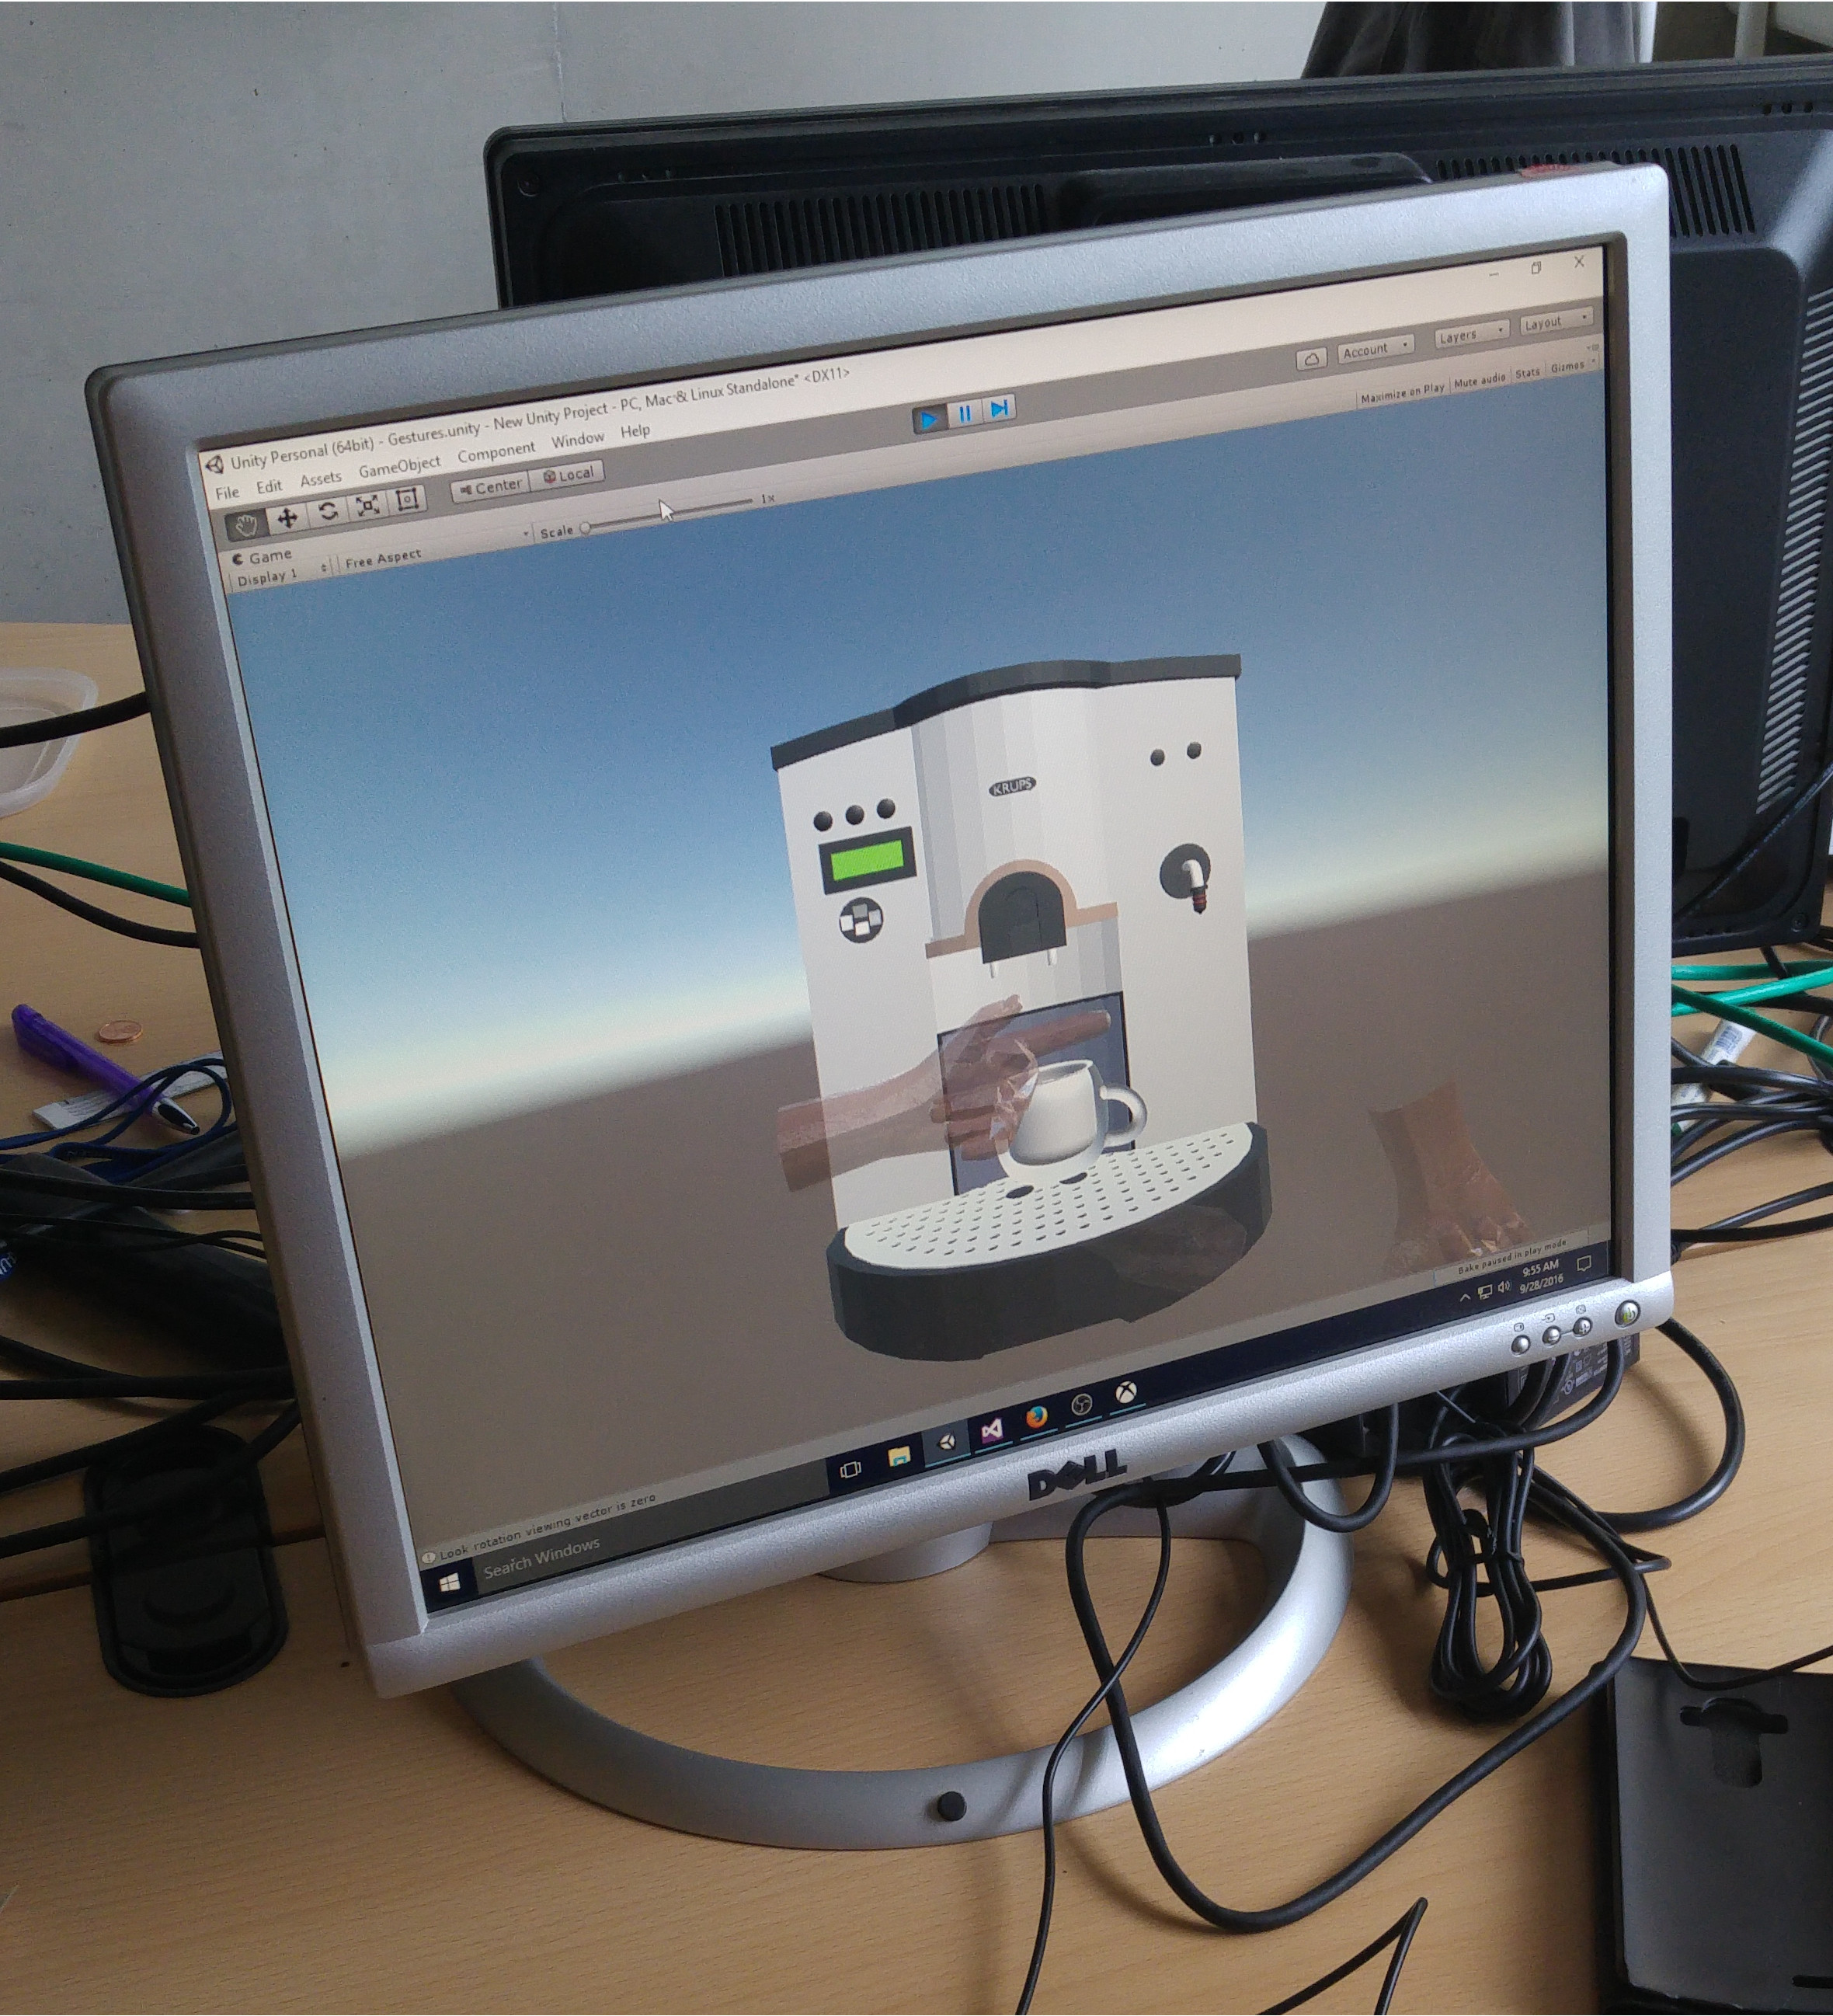 Unity Personal (64bit) - Gestures.unity - New Unity Project - PC, Mac & Linux Standalone* <DX11>
File Edit Assets GameObject Component Window Help
Center Local
Account Layers Layout
Game
Display 1 Free Aspect Scale 1x
Maximize on Play Mute audio Stats Gizmos
KRUPS
Bake paused in play mode
Look rotation viewing vector is zero
Search Windows
9:55 AM
9/28/2016
DELL